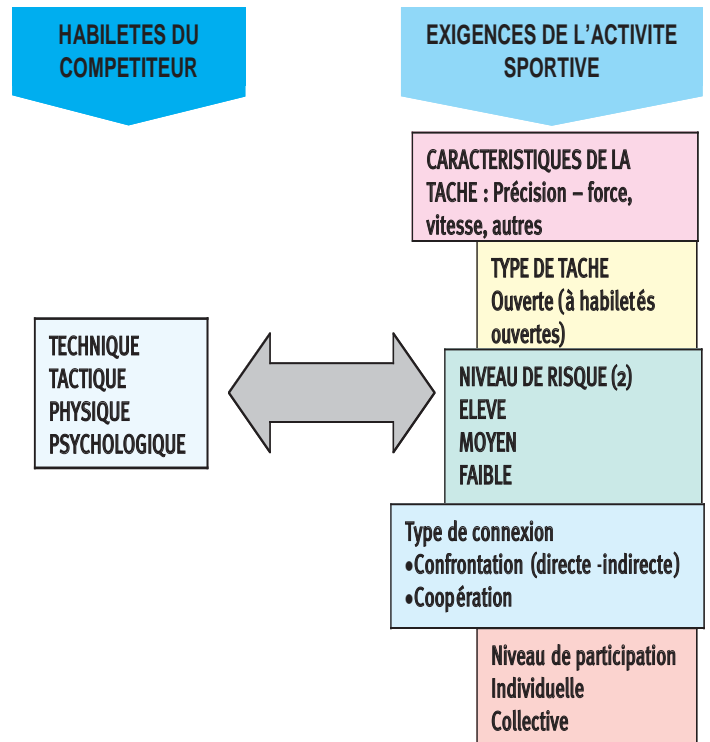 HABILETES DU
COMPETITEUR
EXIGENCES DE L'ACTIVITE
SPORTIVE
CARACTERISTIQUES DE LA
TACHE : Précision – force,
vitesse, autres
TYPE DE TACHE
Ouverte (à habiletés
ouvertes)
TECHNIQUE
TACTIQUE
PHYSIQUE
PSYCHOLOGIQUE
NIVEAU DE RISQUE (2)
ELEVE
MOYEN
FAIBLE
Type de connexion
•Confrontation (directe -indirecte)
•Coopération
Niveau de participation
Individuelle
Collective